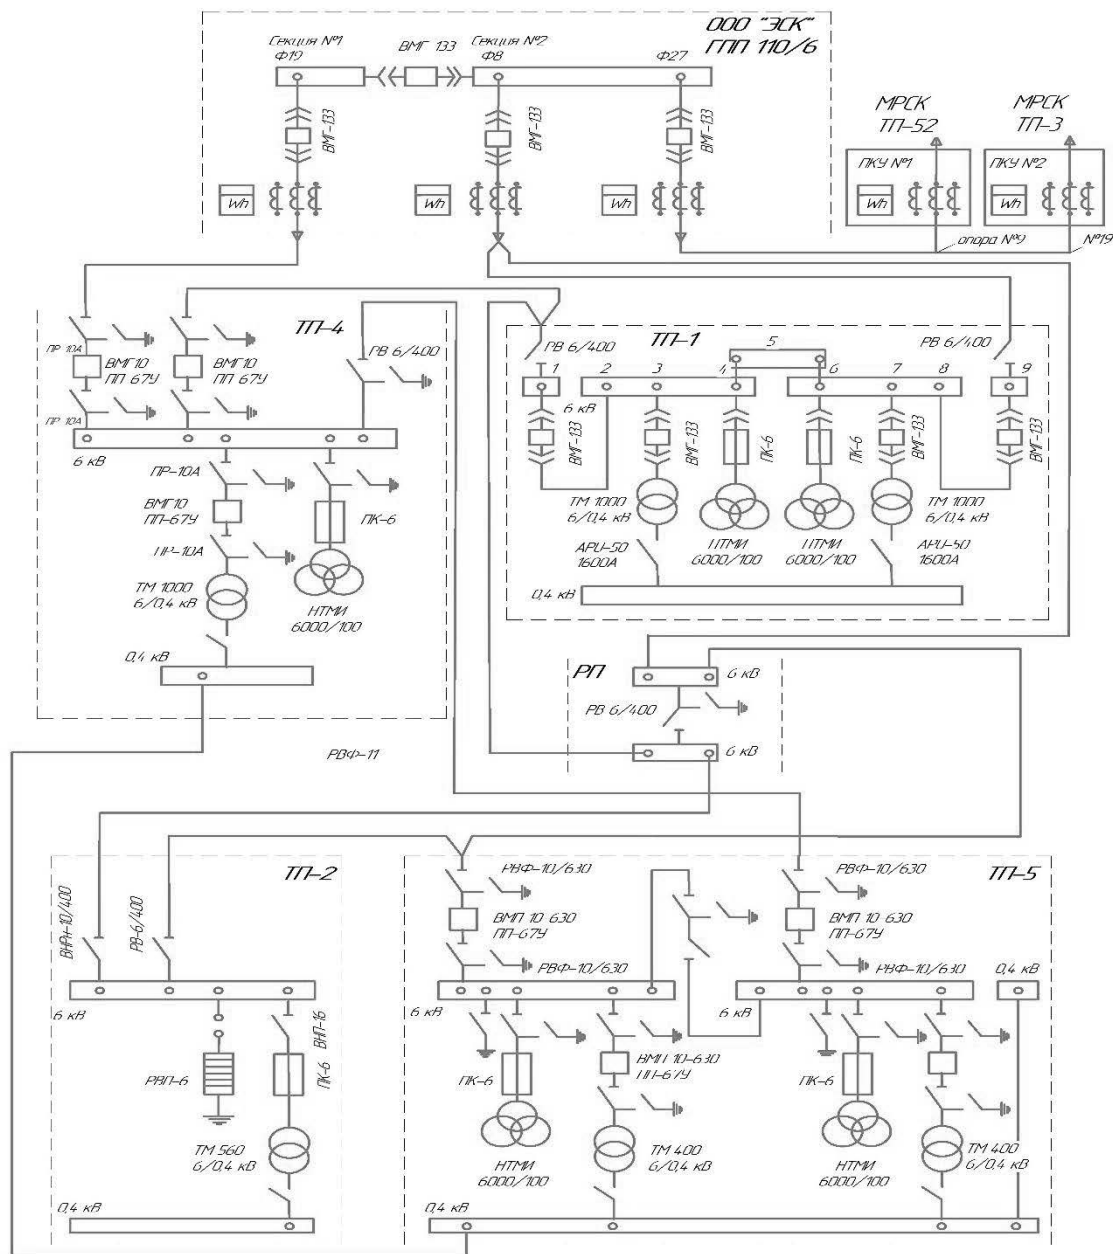 ООО "ЭСК"
ГПП 110/6
Секция №1
Ф19
ВМГ 133
Секция №2
Ф8
Ф27
ВМГ-133
ВМГ-133
ВМГ-133
Wh
Wh
Wh
МРСК
ТП-52
МРСК
ТП-3
ПКУ №1
ПКУ №2
Wh
Wh
опора №9
№19
ТП-4
ПР 10А
ВМГ10
ПП 67У
ВМГ10
ПП 67У
РВ 6/400
ПР 10А
6 кВ
ПР-10А
ВМГ10
ПП-67У
ПК-6
ПР-10А
ТМ 1000
6/0,4 кВ
НТМИ
6000/100
0,4 кВ
ТП-1
РВ 6/400
РВ 6/400
1
2
3
4
5
6
7
8
9
6 кВ
ВМГ-133
ВМГ-133
ПК-6
ПК-6
ВМГ-133
ВМГ-133
ТМ 1000
6/0,4 кВ
ТМ 1000
6/0,4 кВ
НТМИ
6000/100
НТМИ
6000/100
АРU-50
1600А
АРU-50
1600А
0,4 кВ
РП
6 кВ
РВ 6/400
6 кВ
РВФ-11
ТП-2
ВНРн-10/400
РВ-6/400
6 кВ
ВНП-16
РВП-6
ПК-6
ТМ 560
6/0,4 кВ
0,4 кВ
ТП-5
РВФ-10/630
РВФ-10/630
ВМП 10 630
ПП-67У
ВМП 10 630
ПП-67У
РВФ-10/630
РВФ-10/630
0,4 кВ
6 кВ
6 кВ
ВМП 10-630
ПП-67У
ПК-6
ПК-6
ТМ 400
6/0,4 кВ
ТМ 400
6/0,4 кВ
НТМИ
6000/100
НТМИ
6000/100
0,4 кВ